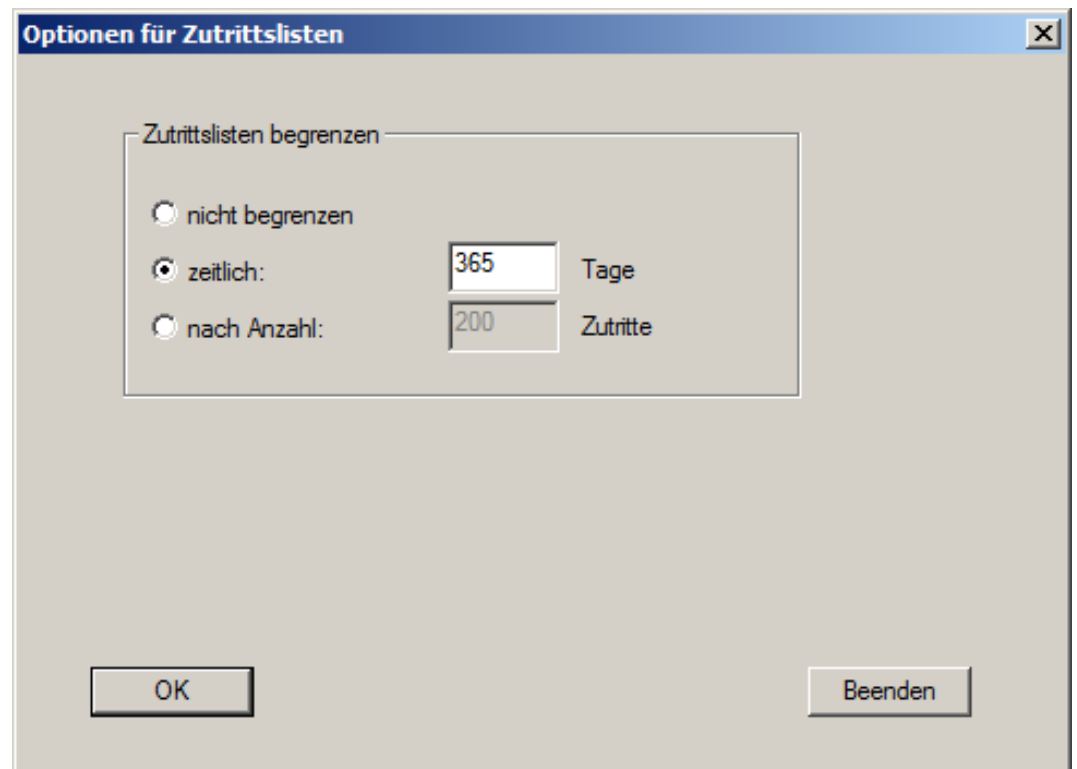 Optionen für Zutrittslisten
Zutrittslisten begrenzen
nicht begrenzen
zeitlich: 365 Tage
nach Anzahl: 200 Zutritte
OK Beenden